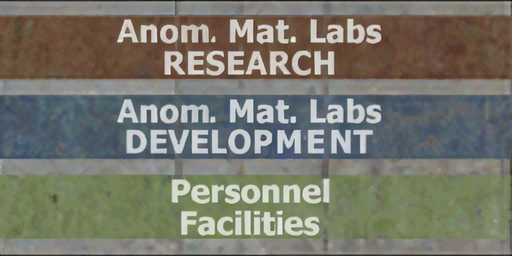 Anom. Mat. Labs
RESEARCH
Anom. Mat. Labs
DEVELOPMENT
Personnel
Facilities